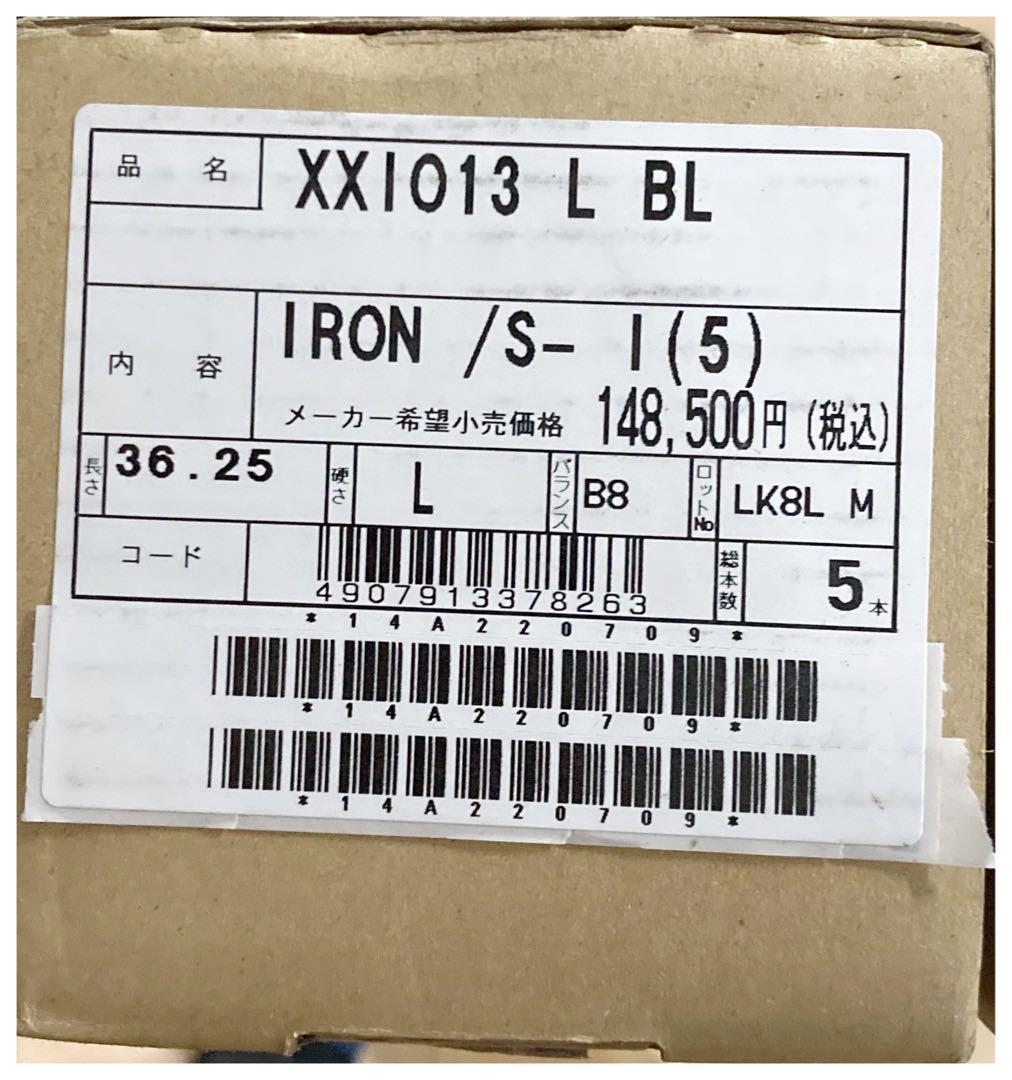 品名 XXIO13 L BL
内容 IRON /S- I(5)
メーカー希望小売価格 148,500円(税込)
長さ 36.25 硬さ L バランス B8 ロットNo LK8L M
コード 4907913378263 総本数 5本
*14A220709*
*14A220709*
*14A220709*